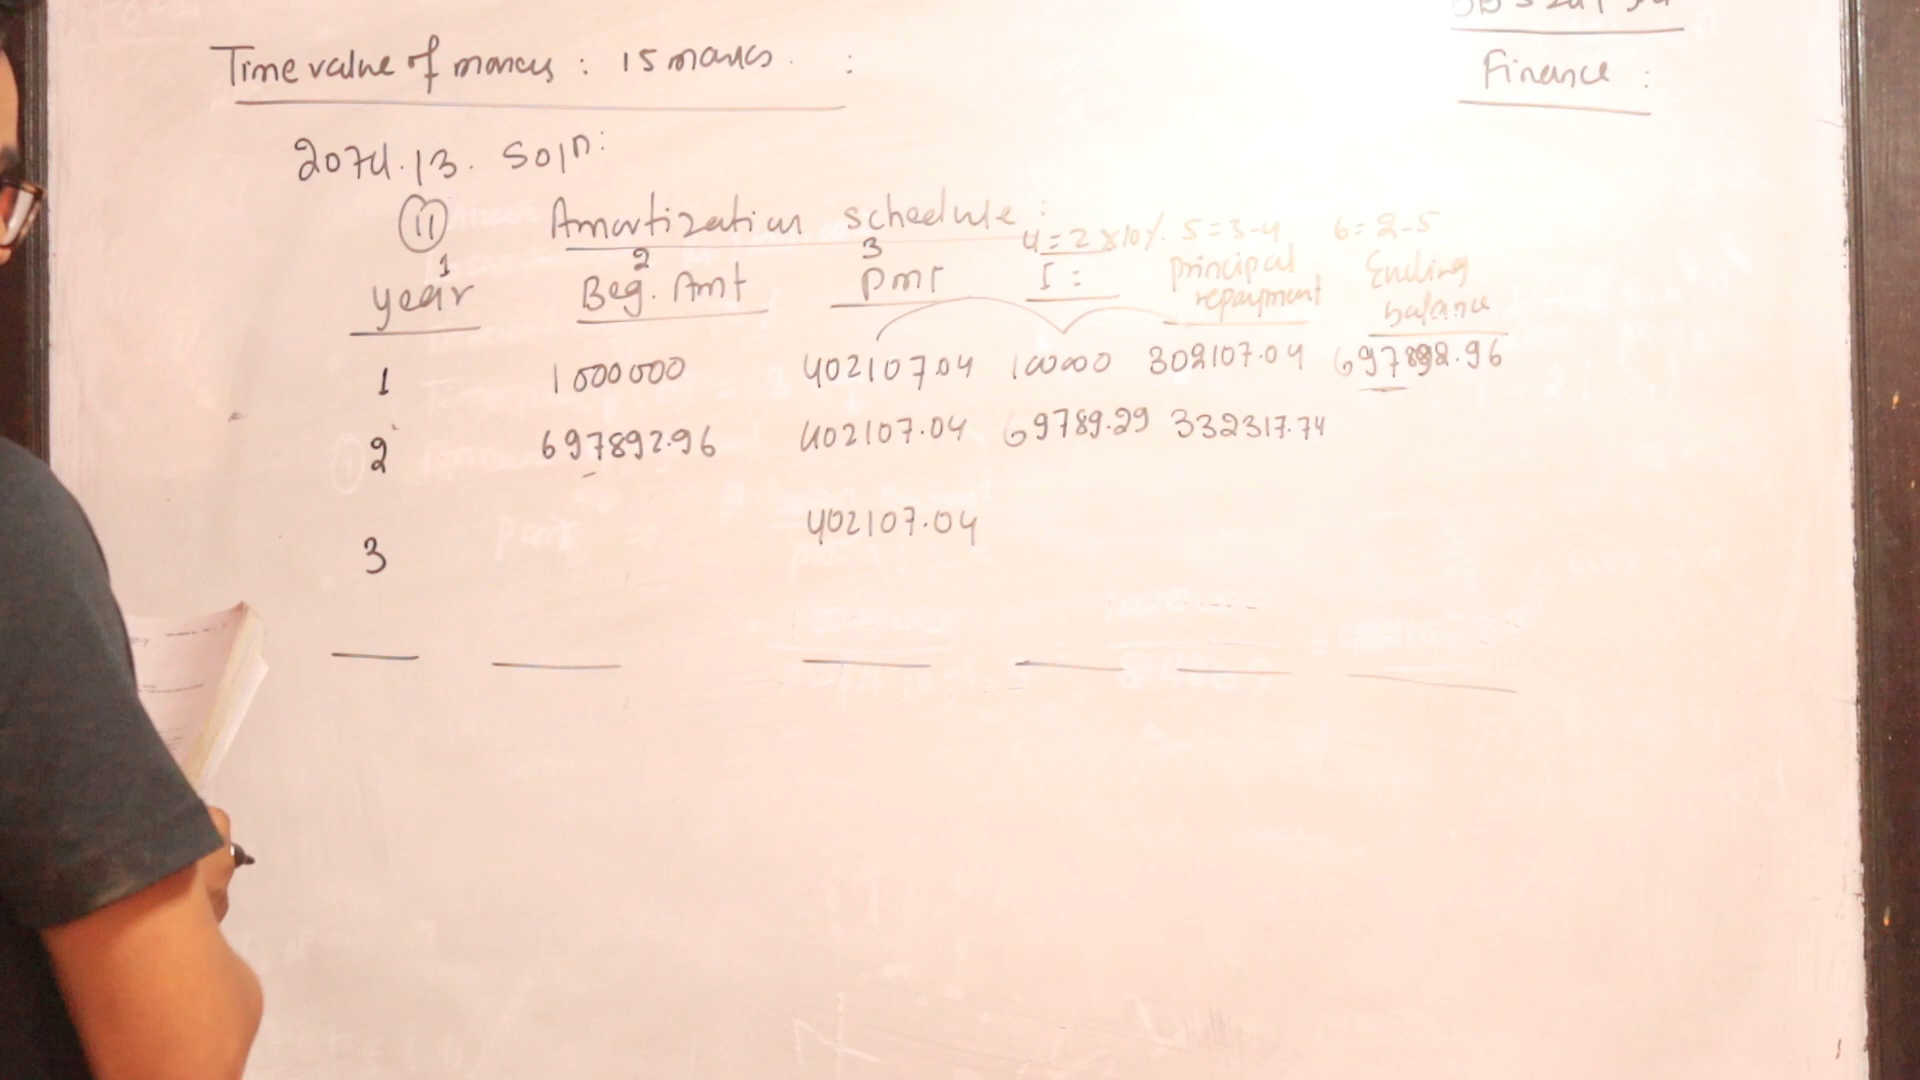 Time value of money : 15 marks. :
Finance :
2074.13. Soln:
(ii) Amortization schedule :
4=2×10%. 5=3-4 6=2-5
1 2 3
year Beg. Amt Pmt I : principal repayment Ending balance
1 1000000 402107.04 100000 302107.04 697892.96
2 697892.96 402107.04 69789.29 332317.74
3 402107.04